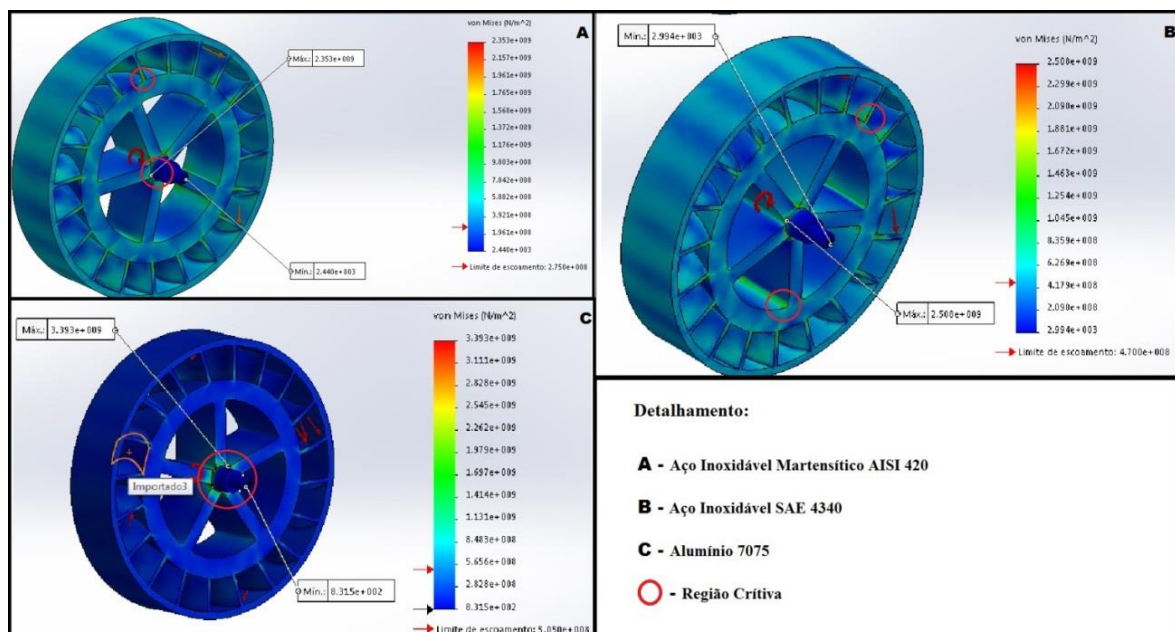 von Mises (N/m^2)
A
2.353e+009
2.157e+009
1.961e+009
1.765e+009
1.568e+009
1.372e+009
1.176e+009
9.803e+008
7.842e+008
5.882e+008
3.921e+008
1.961e+008
2.440e+003
Limite de escoamento: 2.750e+008
Máx.: 2.353e+009
Mín.: 2.440e+003
von Mises (N/m^2)
B
2.508e+009
2.299e+009
2.090e+009
1.881e+009
1.672e+009
1.463e+009
1.254e+009
1.045e+009
8.359e+008
6.269e+008
4.179e+008
2.090e+008
2.994e+003
Limite de escoamento: 4.700e+008
Mín.: 2.994e+003
Máx.: 2.508e+009
von Mises (N/m^2)
C
3.393e+009
3.111e+009
2.828e+009
2.545e+009
2.262e+009
1.979e+009
1.697e+009
1.414e+009
1.131e+009
8.483e+008
5.656e+008
2.828e+008
8.315e+002
Limite de escoamento: 5.050e+008
Máx.: 3.393e+009
Importado3
Mín.: 8.315e+002
Detalhamento:
A - Aço Inoxidável Martensítico AISI 420
B - Aço Inoxidável SAE 4340
C - Alumínio 7075
- Região Crítiva